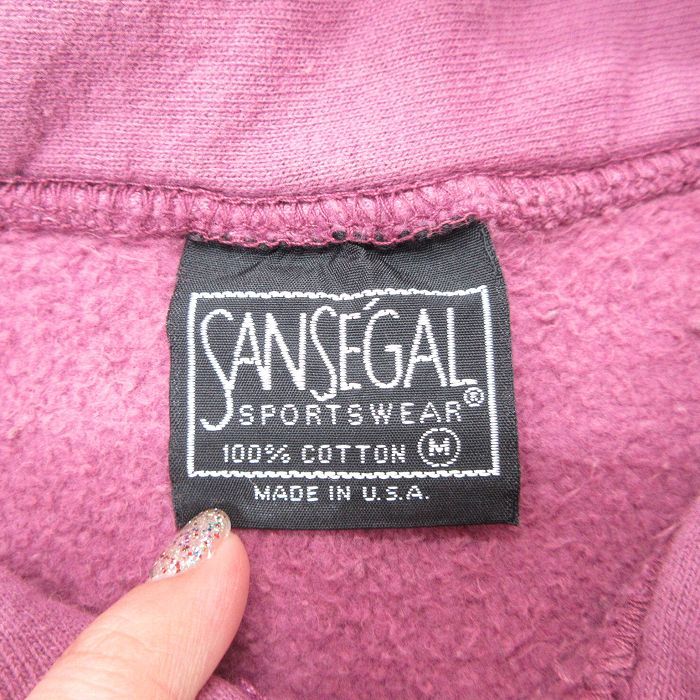 SANSÉGAL®
SPORTSWEAR
100% COTTON M
MADE IN U.S.A.